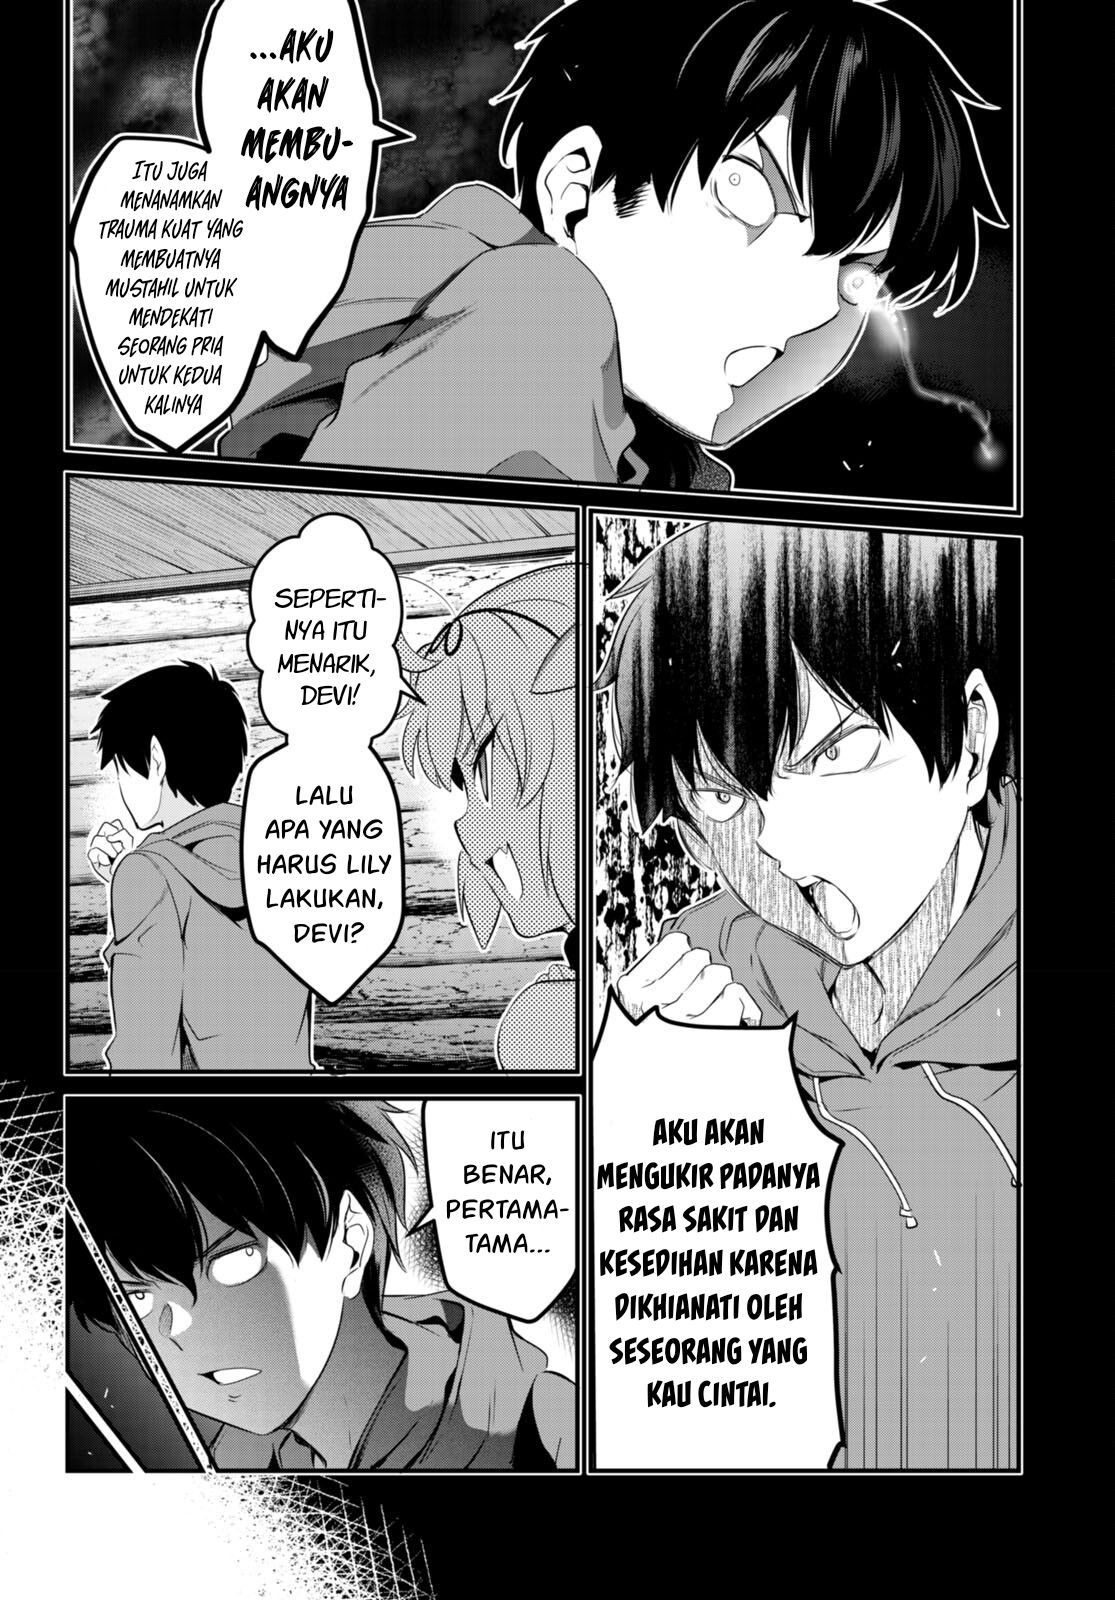 ...AKU
AKAN
MEMBU-
ANGNYA
ITU JUGA
MENANAMKAN
TRAUMA KUAT YANG
MEMBUATNYA
MUSTAHIL UNTUK
MENDEKATI
SEORANG PRIA
UNTUK KEDUA
KALINYA
AKU AKAN
MENGUKIR PADANYA
RASA SAKIT DAN
KESEDIHAN KARENA
DIKHIANATI OLEH
SESEORANG YANG
KAU CINTAI.
SEPERTI-
NYA ITU
MENARIK,
DEVI!
LALU
APA YANG
HARUS LILY
LAKUKAN,
DEVI?
ITU
BENAR,
PERTAMA-
TAMA...